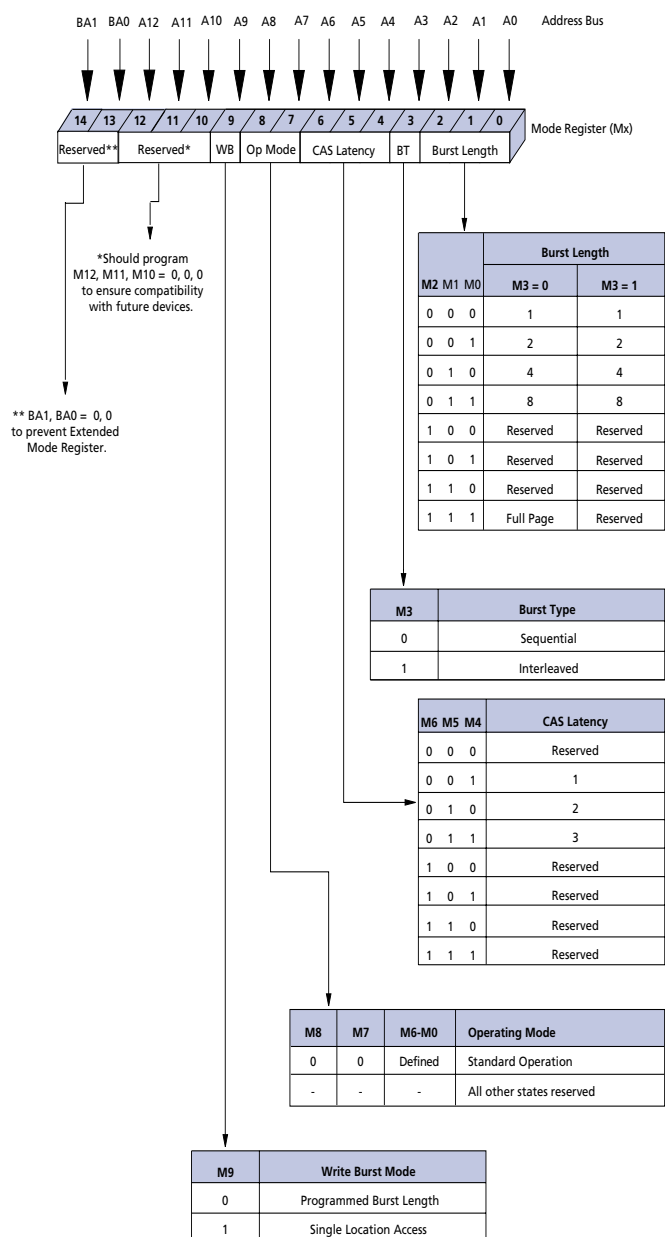 BA1 BA0 A12 A11 A10 A9 A8 A7 A6 A5 A4 A3 A2 A1 A0 Address Bus
14 13 12 11 10 9 8 7 6 5 4 3 2 1 0
Mode Register (Mx)
Reserved** Reserved* WB Op Mode CAS Latency BT Burst Length
*Should program
M12, M11, M10 = 0, 0, 0
to ensure compatibility
with future devices.
** BA1, BA0 = 0, 0
to prevent Extended
Mode Register.
Burst Length
M2 M1 M0 M3 = 0 M3 = 1
0 0 0 1 1
0 0 1 2 2
0 1 0 4 4
0 1 1 8 8
1 0 0 Reserved Reserved
1 0 1 Reserved Reserved
1 1 0 Reserved Reserved
1 1 1 Full Page Reserved
M3 Burst Type
0 Sequential
1 Interleaved
M6 M5 M4 CAS Latency
0 0 0 Reserved
0 0 1 1
0 1 0 2
0 1 1 3
1 0 0 Reserved
1 0 1 Reserved
1 1 0 Reserved
1 1 1 Reserved
M8 M7 M6-M0 Operating Mode
0 0 Defined Standard Operation
- - - All other states reserved
M9 Write Burst Mode
0 Programmed Burst Length
1 Single Location Access